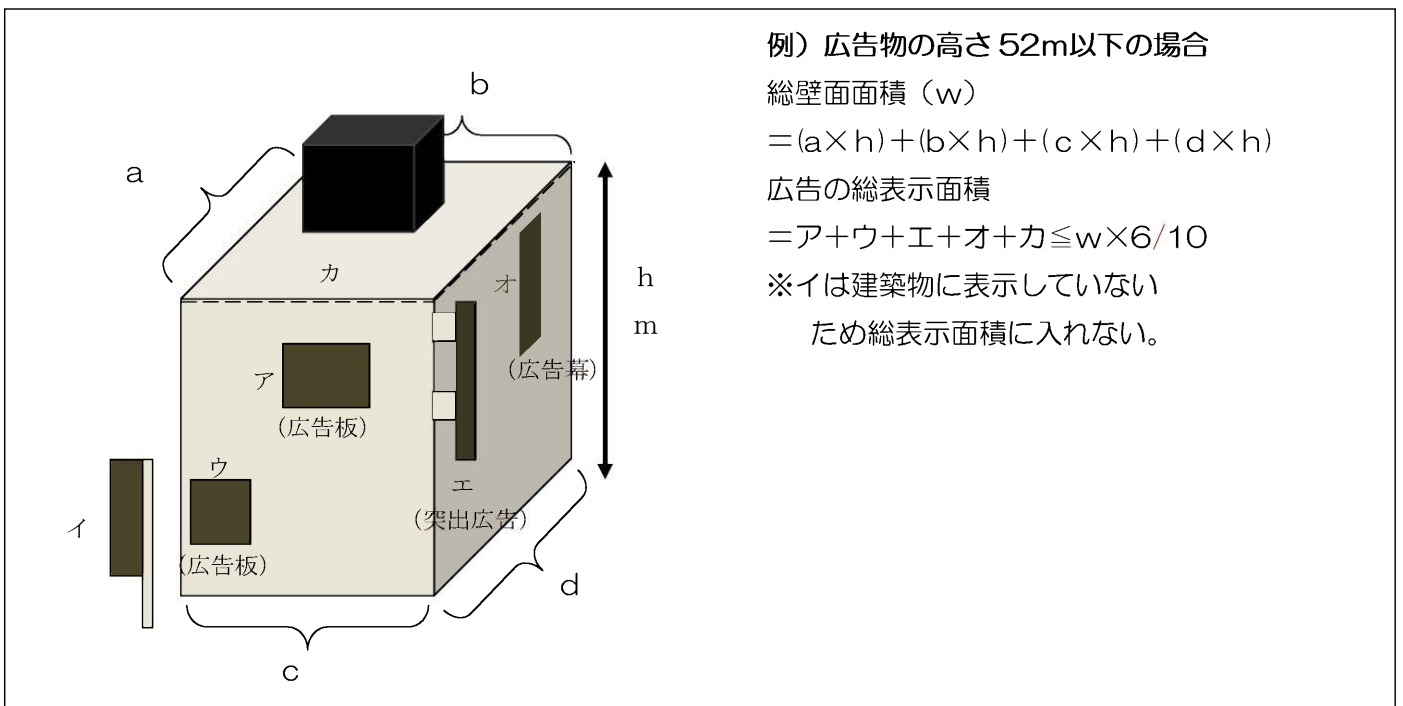 例）広告物の高さ52m以下の場合
総壁面面積（w）
＝(a×h)＋(b×h)＋(c×h)＋(d×h)
広告の総表示面積
＝ア＋ウ＋エ＋オ＋カ≦w×6/10
※イは建築物に表示していない
ため総表示面積に入れない。
b
a
カ
オ
h
m
(広告幕)
ア
(広告板)
ウ
エ
イ
(突出広告)
(広告板)
d
c